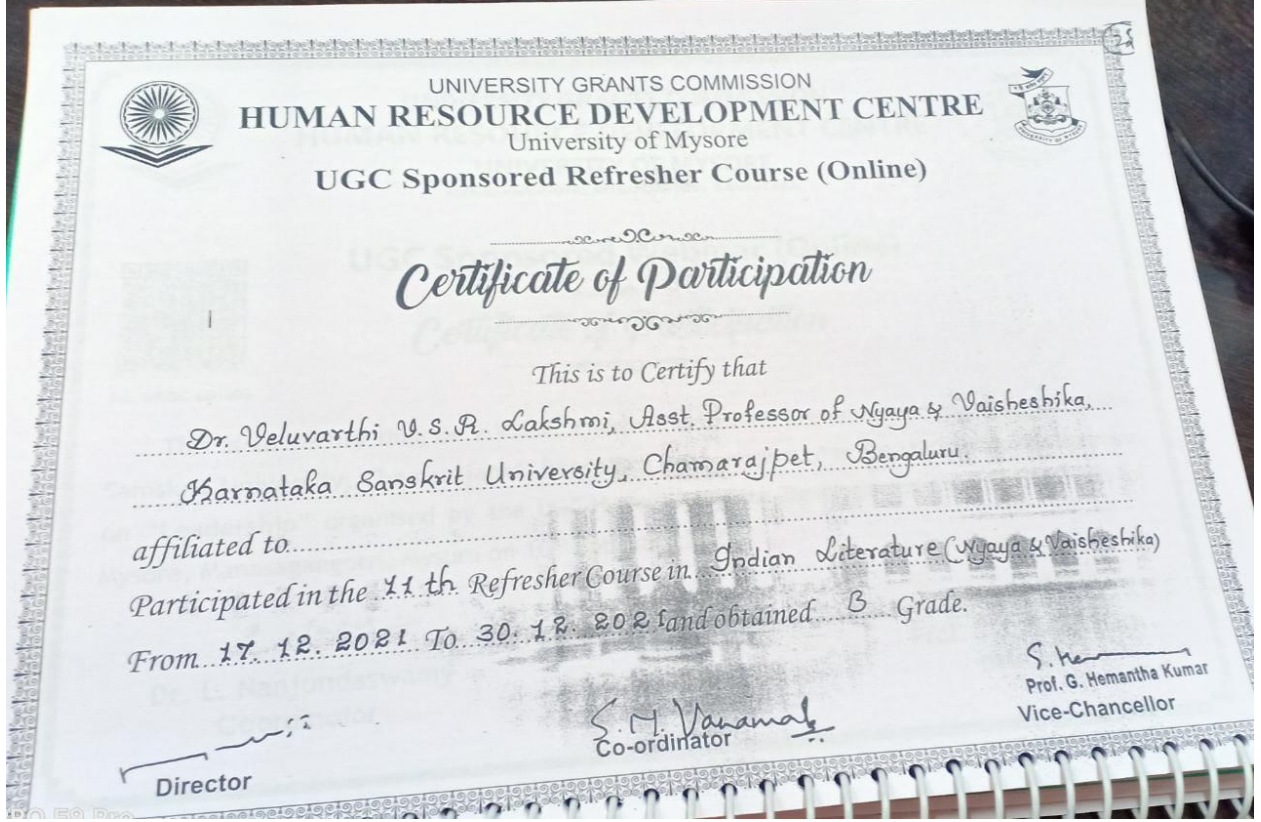 25
UNIVERSITY GRANTS COMMISSION
HUMAN RESOURCE DEVELOPMENT CENTRE
University of Mysore
UGC Sponsored Refresher Course (Online)
Certificate of Participation
This is to Certify that
Dr. Veluvarthi V. S. R. Lakshmi, Asst. Professor of Nyaya & Vaisheshika,
Karnataka Sanskrit University, Chamarajpet, Bengaluru.
affiliated to
Participated in the 11 th Refresher Course in Indian Literature (Nyaya & Vaisheshika)
From 17. 12. 2021 To 30. 12. 2021 and obtained B Grade.
Prof. G. Hemantha Kumar
Vice-Chancellor
S. N. Vanamala
Co-ordinator
Director